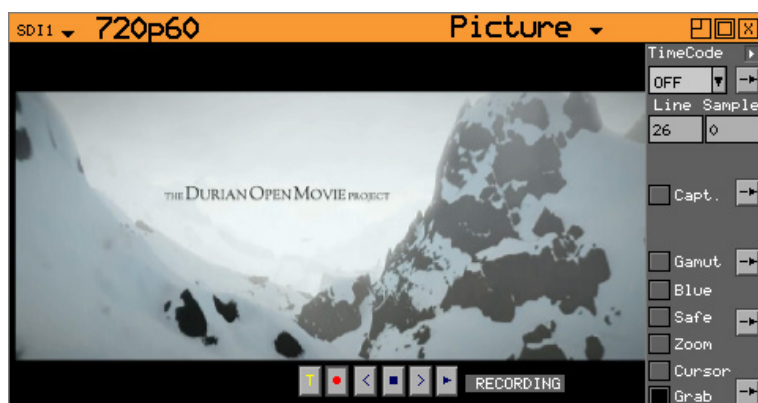 SDI1 720p60 Picture
TimeCode
OFF
Line Sample
26 0
THE DURIAN OPEN MOVIE PROJECT
Capt.
Gamut
Blue
Safe
Zoom
Cursor
Grab
T
RECORDING